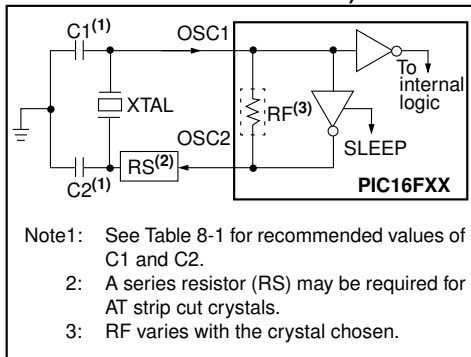 C1(1)
OSC1
To
internal
logic
XTAL
RF(3)
OSC2
SLEEP
C2(1)
RS(2)
PIC16FXX
Note1: See Table 8-1 for recommended values of
C1 and C2.
2: A series resistor (RS) may be required for
AT strip cut crystals.
3: RF varies with the crystal chosen.